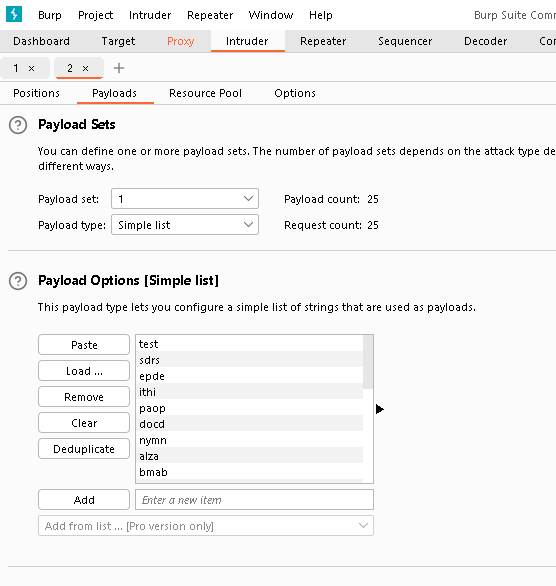 Burp Project Intruder Repeater Window Help Burp Suite Comm
Dashboard Target Proxy Intruder Repeater Sequencer Decoder Co
1 × 2 × +
Positions Payloads Resource Pool Options
? Payload Sets
You can define one or more payload sets. The number of payload sets depends on the attack type de
different ways.
Payload set: 1 Payload count: 25
Payload type: Simple list Request count: 25
? Payload Options [Simple list]
This payload type lets you configure a simple list of strings that are used as payloads.
Paste
Load ...
Remove
Clear
Deduplicate
test
sdrs
epde
ithi
paop
docd
nymn
alza
bmab
Add Enter a new item
Add from list ... [Pro version only]